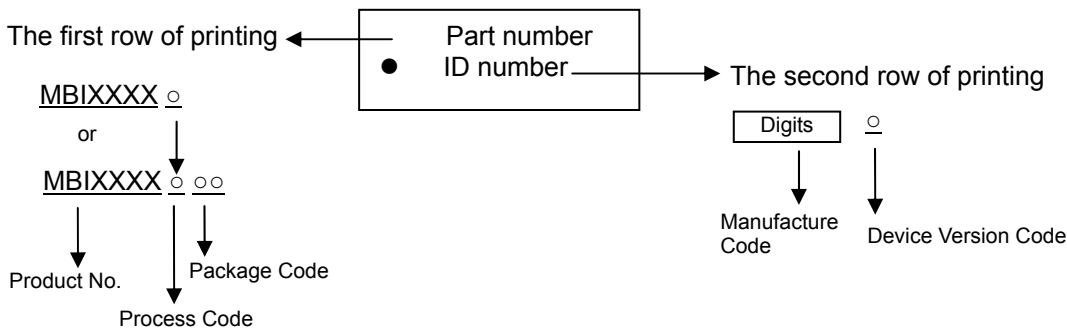 The first row of printing
Part number
ID number
The second row of printing
MBIXXXX ○
or
MBIXXXX ○ ○○
Digits ○
Manufacture
Code
Device Version Code
Product No.
Package Code
Process Code